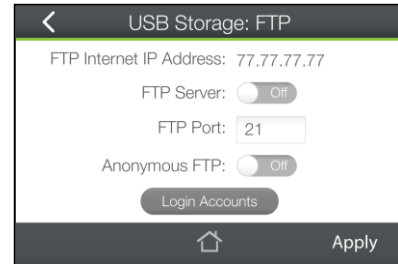 USB Storage: FTP
FTP Internet IP Address: 77.77.77.77
FTP Server: Off
FTP Port: 21
Anonymous FTP: Off
Login Accounts
Apply